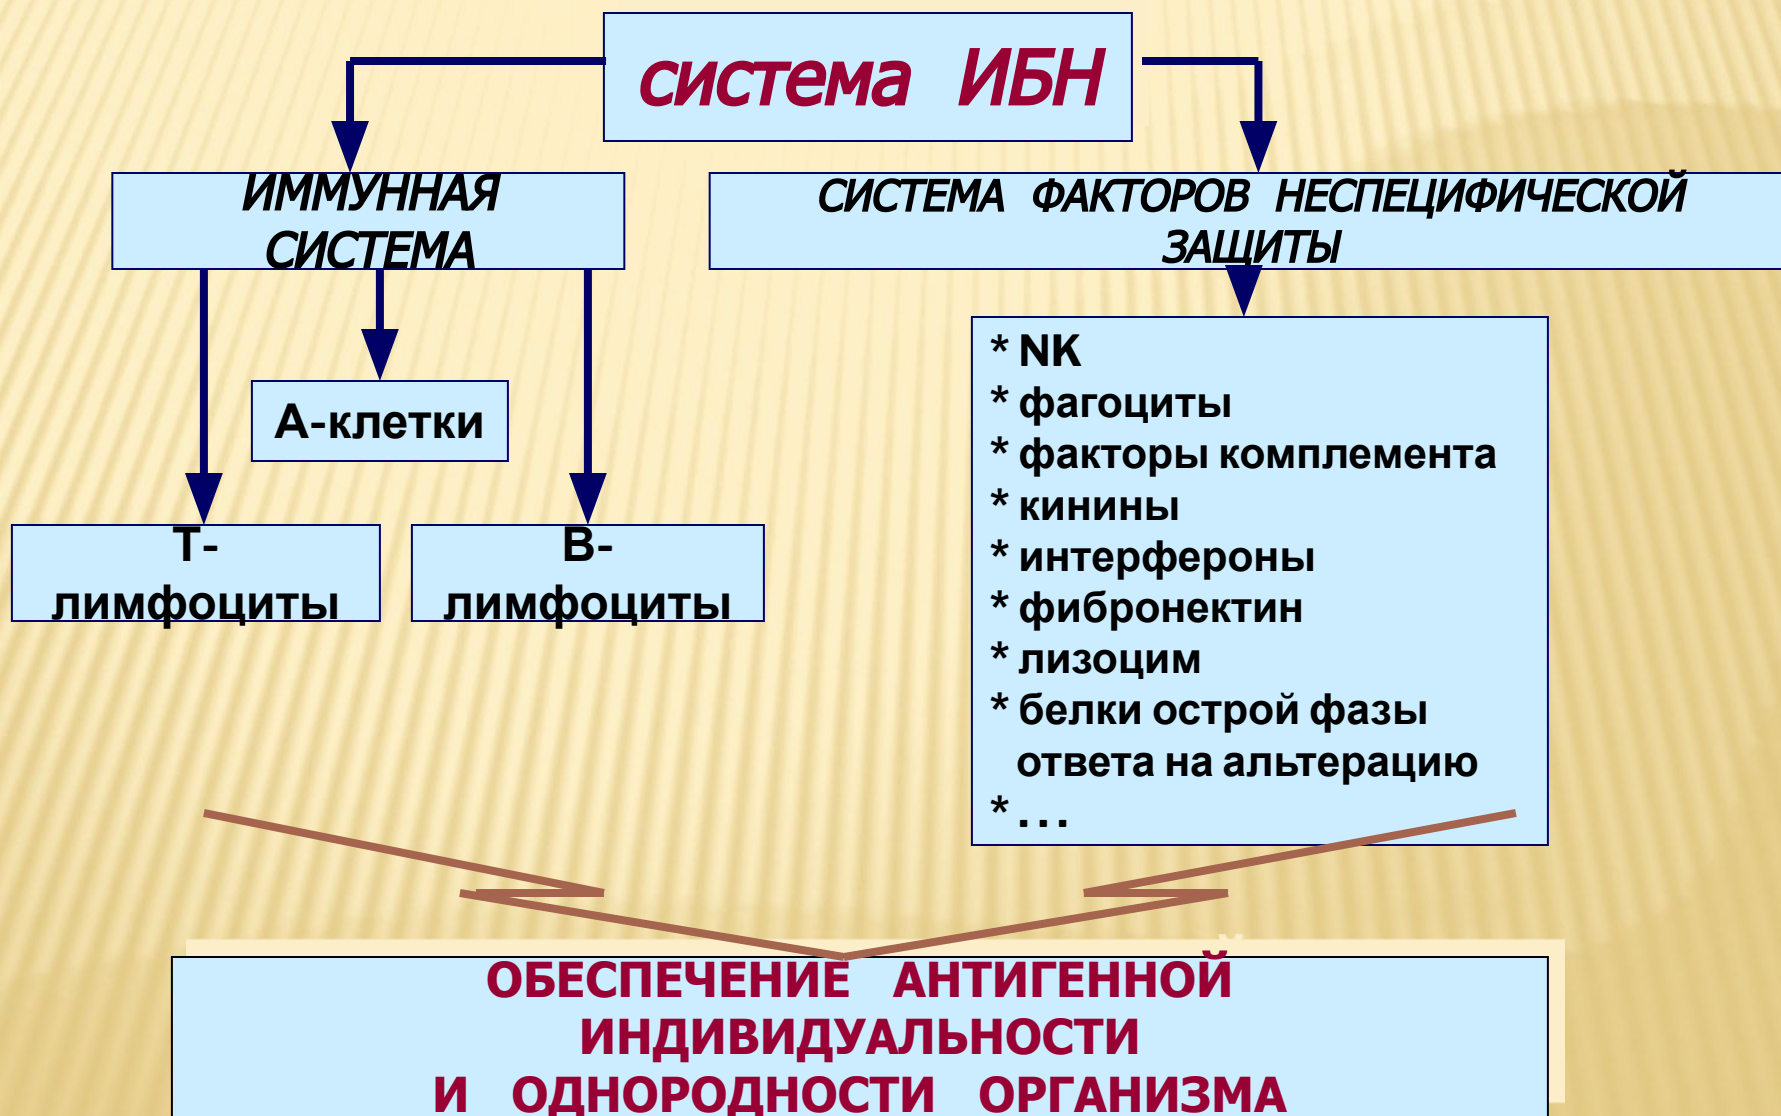 система ИБН
ИММУННАЯ
СИСТЕМА
СИСТЕМА ФАКТОРОВ НЕСПЕЦИФИЧЕСКОЙ
ЗАЩИТЫ
А-клетки
Т-
лимфоциты
В-
лимфоциты
* NK
* фагоциты
* факторы комплемента
* кинины
* интерфероны
* фибронектин
* лизоцим
* белки острой фазы
ответа на альтерацию
* . . .
ОБЕСПЕЧЕНИЕ АНТИГЕННОЙ
ИНДИВИДУАЛЬНОСТИ
И ОДНОРОДНОСТИ ОРГАНИЗМА